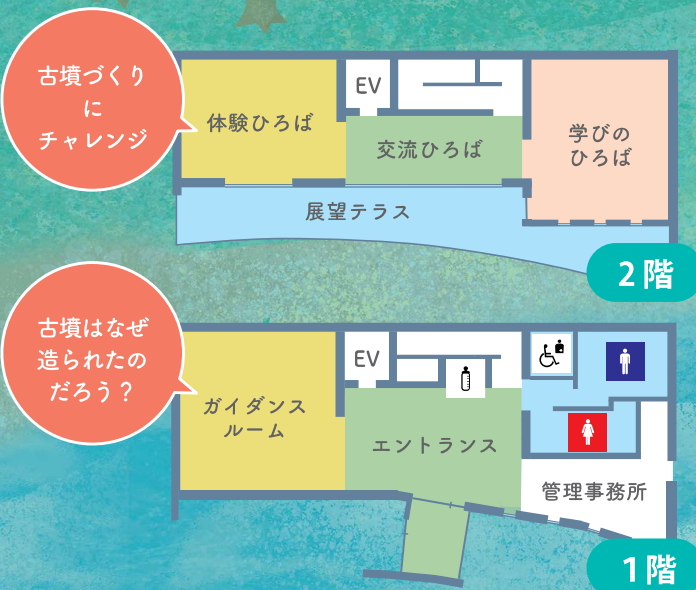 古墳づくり
に
チャレンジ
体験ひろば
EV
交流ひろば
学びの
ひろば
展望テラス
2階
古墳はなぜ
造られたの
だろう？
ガイダンス
ルーム
EV
エントランス
管理事務所
1階